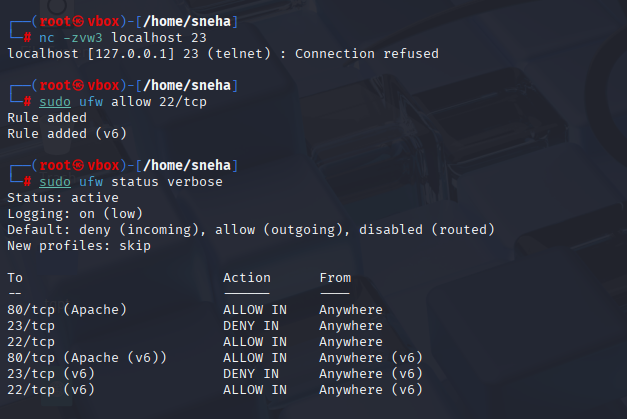 ┌──(root㉿vbox)-[/home/sneha]
└─# nc -zvw3 localhost 23
localhost [127.0.0.1] 23 (telnet) : Connection refused
┌──(root㉿vbox)-[/home/sneha]
└─# sudo ufw allow 22/tcp
Rule added
Rule added (v6)
┌──(root㉿vbox)-[/home/sneha]
└─# sudo ufw status verbose
Status: active
Logging: on (low)
Default: deny (incoming), allow (outgoing), disabled (routed)
New profiles: skip
To                         Action      From
--                         ------      ----
80/tcp (Apache)            ALLOW IN    Anywhere
23/tcp                     DENY IN     Anywhere
22/tcp                     ALLOW IN    Anywhere
80/tcp (Apache (v6))       ALLOW IN    Anywhere (v6)
23/tcp (v6)                DENY IN     Anywhere (v6)
22/tcp (v6)                ALLOW IN    Anywhere (v6)